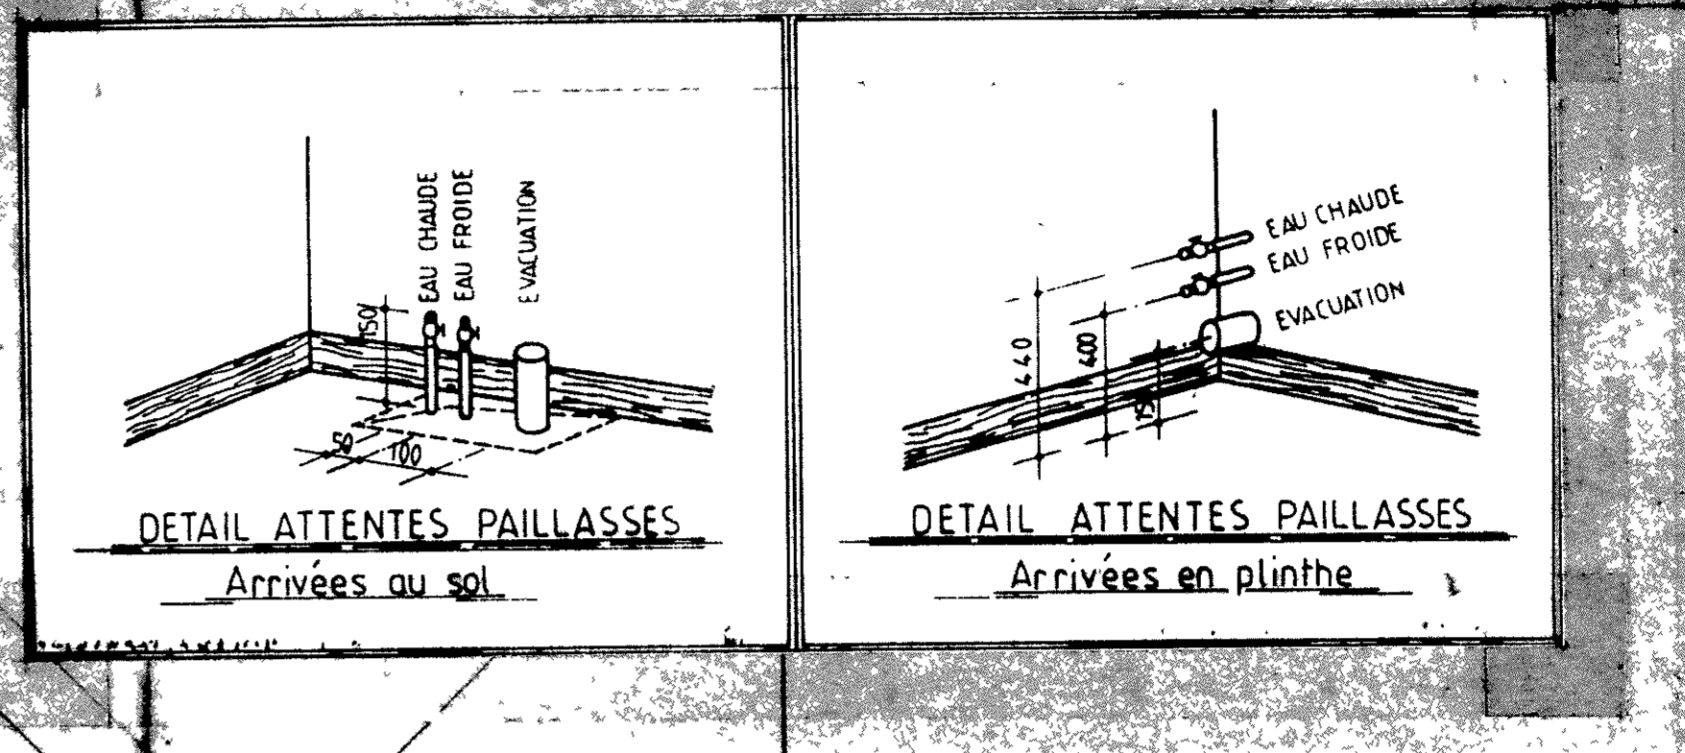 EAU CHAUDE
EAU FROIDE
EVACUATION
150
50
100
DETAIL ATTENTES PAILLASSES
Arrivées au sol
EAU CHAUDE
EAU FROIDE
EVACUATION
440
400
150
DETAIL ATTENTES PAILLASSES
Arrivées en plinthe